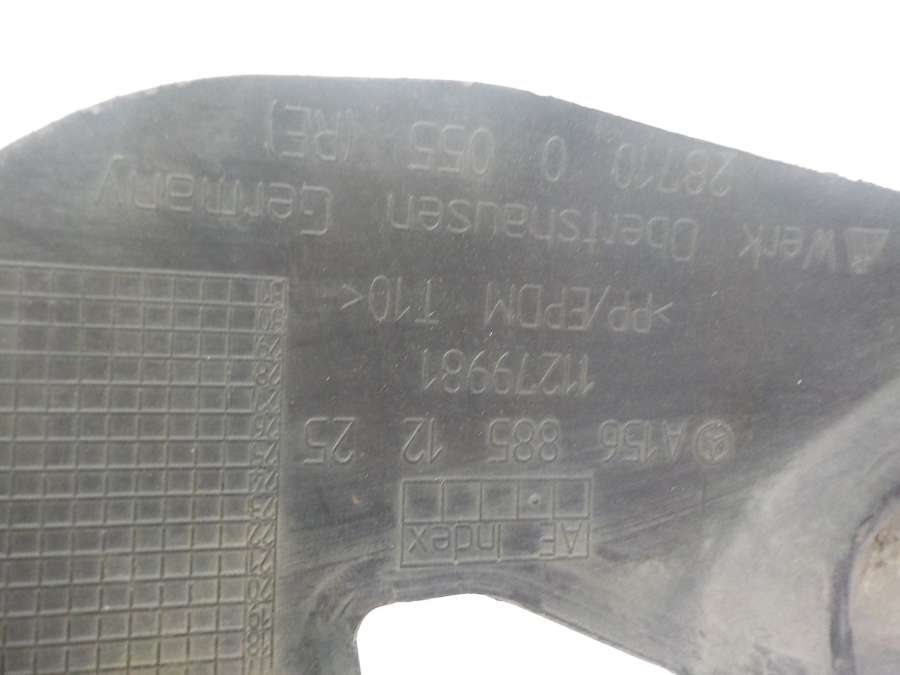 AE Index
A156 885 12 25
11279981
>PP/EPDM T10<
Werk Obertshausen Germany
28710 0 055 (RE)